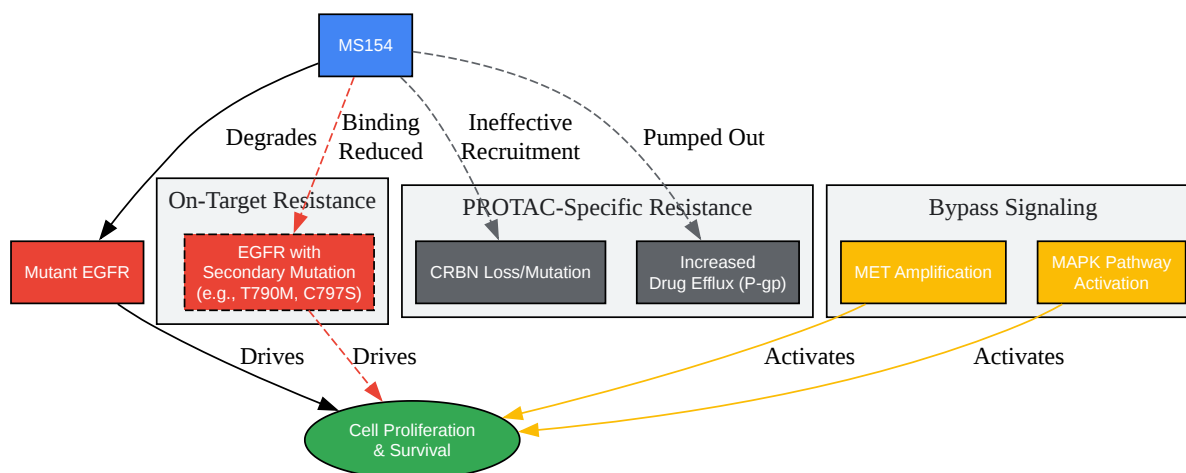 MS154
Degrades
Binding
Reduced
Ineffective
Recruitment
Pumped Out
On-Target Resistance
PROTAC-Specific Resistance
Bypass Signaling
Mutant EGFR
EGFR with
Secondary Mutation
(e.g., T790M, C797S)
CRBN Loss/Mutation
Increased
Drug Efflux (P-gp)
MET Amplification
MAPK Pathway
Activation
Drives
Drives
Activates
Activates
Cell Proliferation
& Survival